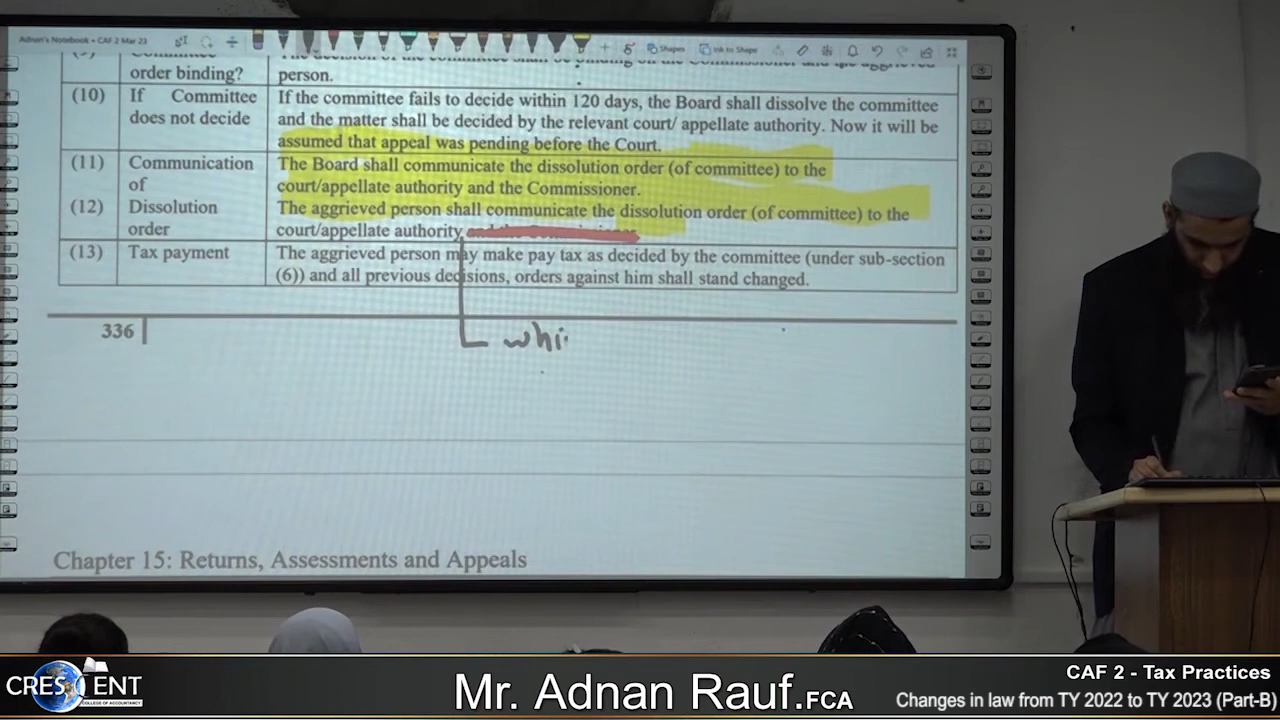 Adnan's Notebook • CAF 2 Mar 23
Shapes
Ink to Shape
order binding?
person.
(10) If Committee does not decide
If the committee fails to decide within 120 days, the Board shall dissolve the committee
and the matter shall be decided by the relevant court/ appellate authority. Now it will be
assumed that appeal was pending before the Court.
(11) Communication of
The Board shall communicate the dissolution order (of committee) to the
court/appellate authority and the Commissioner.
(12) Dissolution order
The aggrieved person shall communicate the dissolution order (of committee) to the
court/appellate authority
(13) Tax payment
The aggrieved person may make pay tax as decided by the committee (under sub-section
(6)) and all previous decisions, orders against him shall stand changed.
336
whi
Chapter 15: Returns, Assessments and Appeals
CRESCENT
COLLEGE OF ACCOUNTANCY
Mr. Adnan Rauf.FCA
CAF 2 - Tax Practices
Changes in law from TY 2022 to TY 2023 (Part-B)